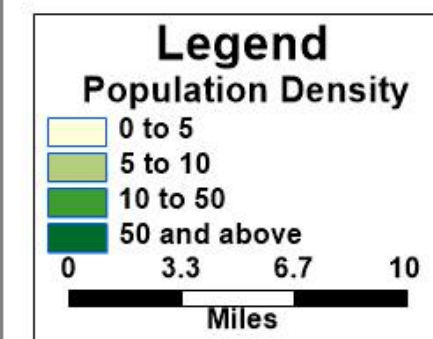 Legend
Population Density
0 to 5
5 to 10
10 to 50
50 and above
0 3.3 6.7 10
Miles